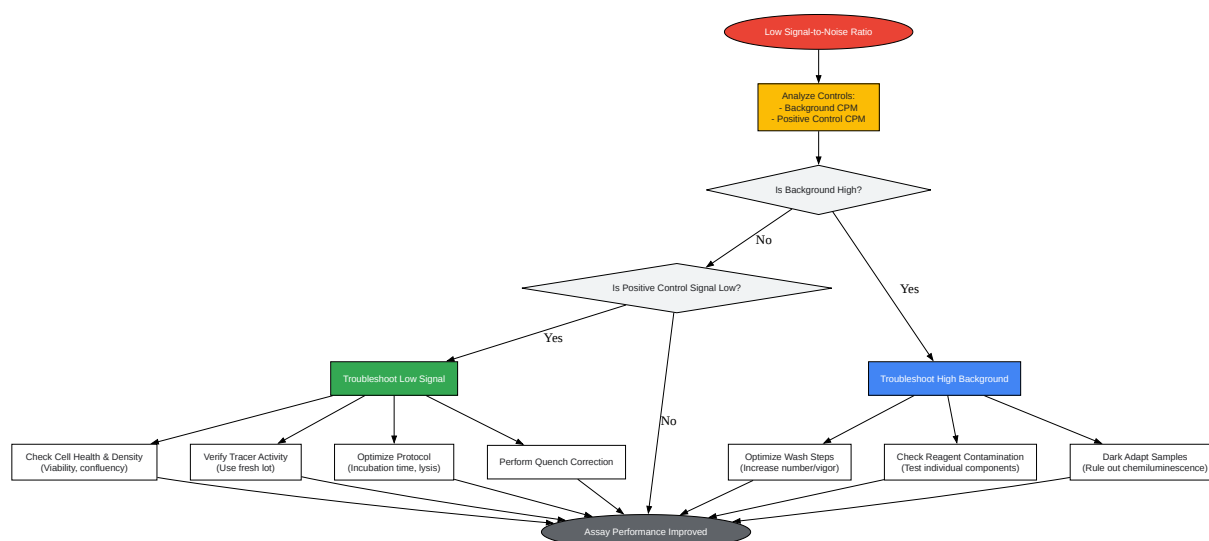 Low Signal-to-Noise Ratio
Analyze Controls:
- Background CPM
- Positive Control CPM
Is Background High?
No
Is Positive Control Signal Low?
Yes
Yes
Troubleshoot Low Signal
Troubleshoot High Background
No
Check Cell Health & Density
(Viability, confluency)
Verify Tracer Activity
(Use fresh lot)
Optimize Protocol
(Incubation time, lysis)
Perform Quench Correction
Optimize Wash Steps
(Increase number/vigor)
Check Reagent Contamination
(Test individual components)
Dark Adapt Samples
(Rule out chemiluminescence)
Assay Performance Improved